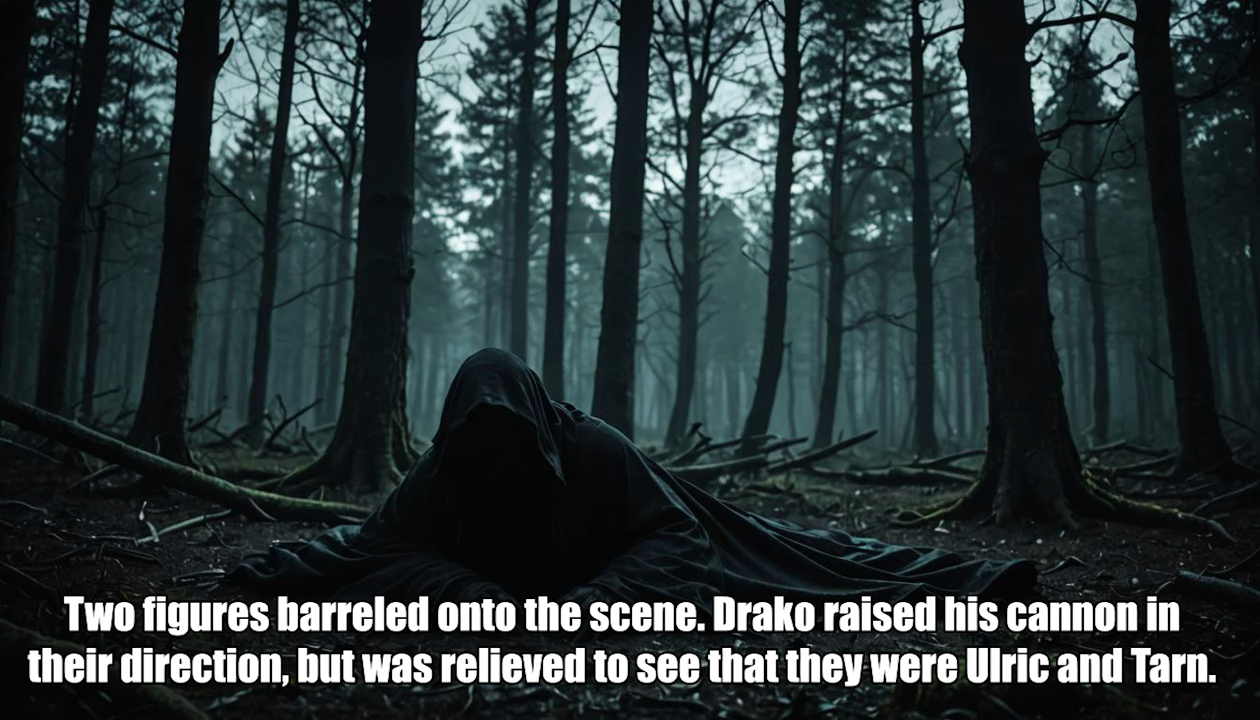 Two figures barreled onto the scene. Drako raised his cannon in
their direction, but was relieved to see that they were Ulric and Tarn.